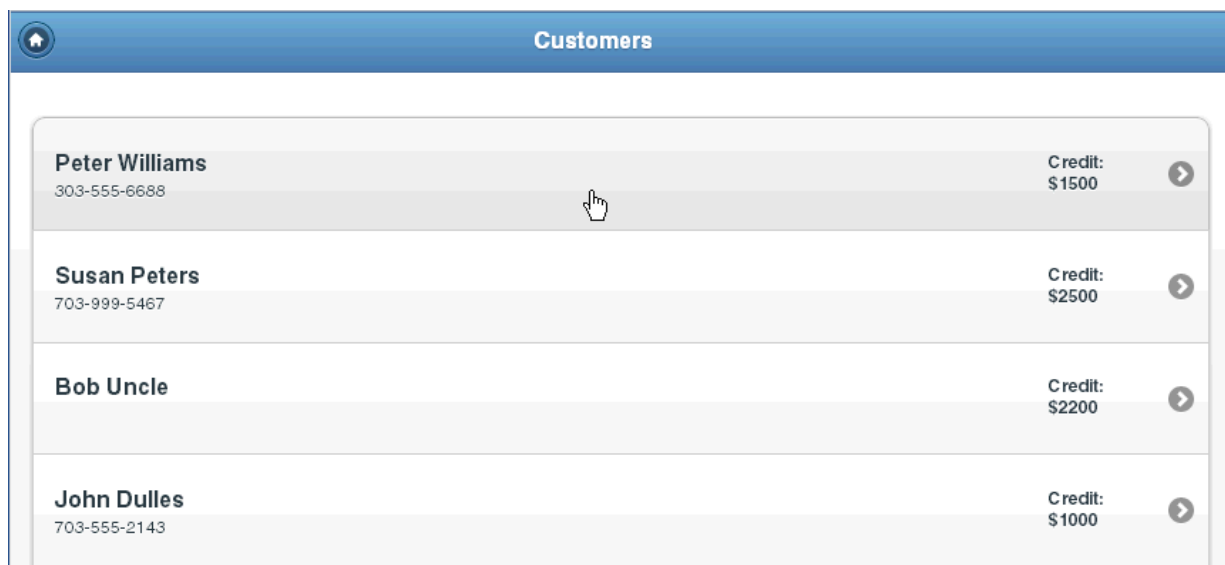 Customers
Peter Williams
303-555-6688
Credit:
$1500
Susan Peters
703-999-5467
Credit:
$2500
Bob Uncle
Credit:
$2200
John Dulles
703-555-2143
Credit:
$1000